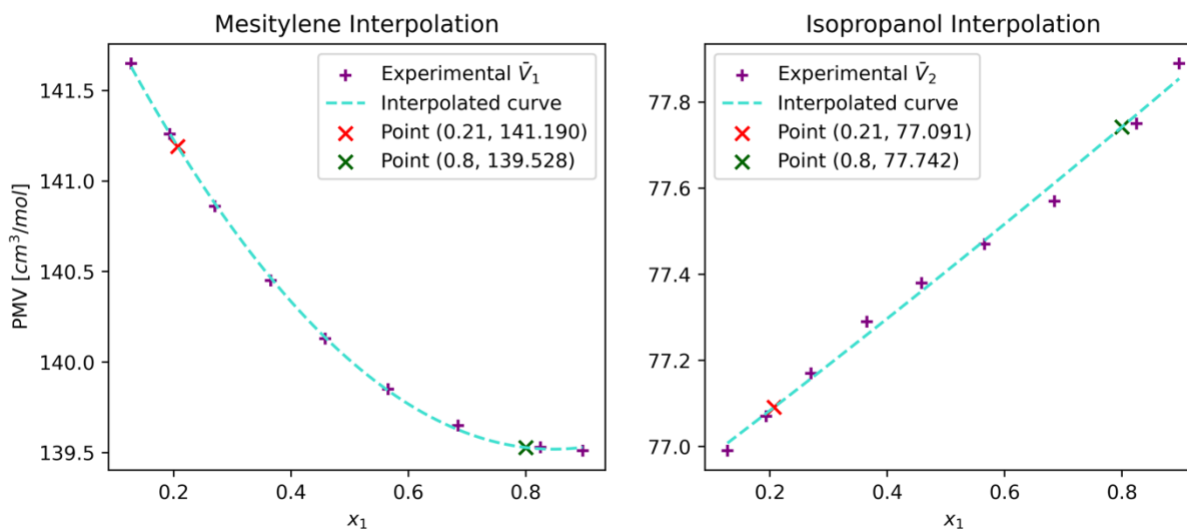 Mesitylene Interpolation
141.5
141.0
140.5
140.0
139.5
PMV [cm³/mol]
0.2 0.4 0.6 0.8
x₁
Experimental V̄₁
Interpolated curve
Point (0.21, 141.190)
Point (0.8, 139.528)
Isopropanol Interpolation
77.8
77.6
77.4
77.2
77.0
0.2 0.4 0.6 0.8
x₁
Experimental V̄₂
Interpolated curve
Point (0.21, 77.091)
Point (0.8, 77.742)